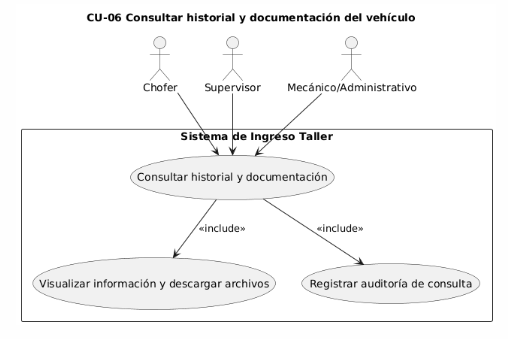 CU-06 Consultar historial y documentación del vehículo
Chofer
Supervisor
Mecánico/Administrativo
Sistema de Ingreso Taller
Consultar historial y documentación
«include»
«include»
Visualizar información y descargar archivos
Registrar auditoría de consulta